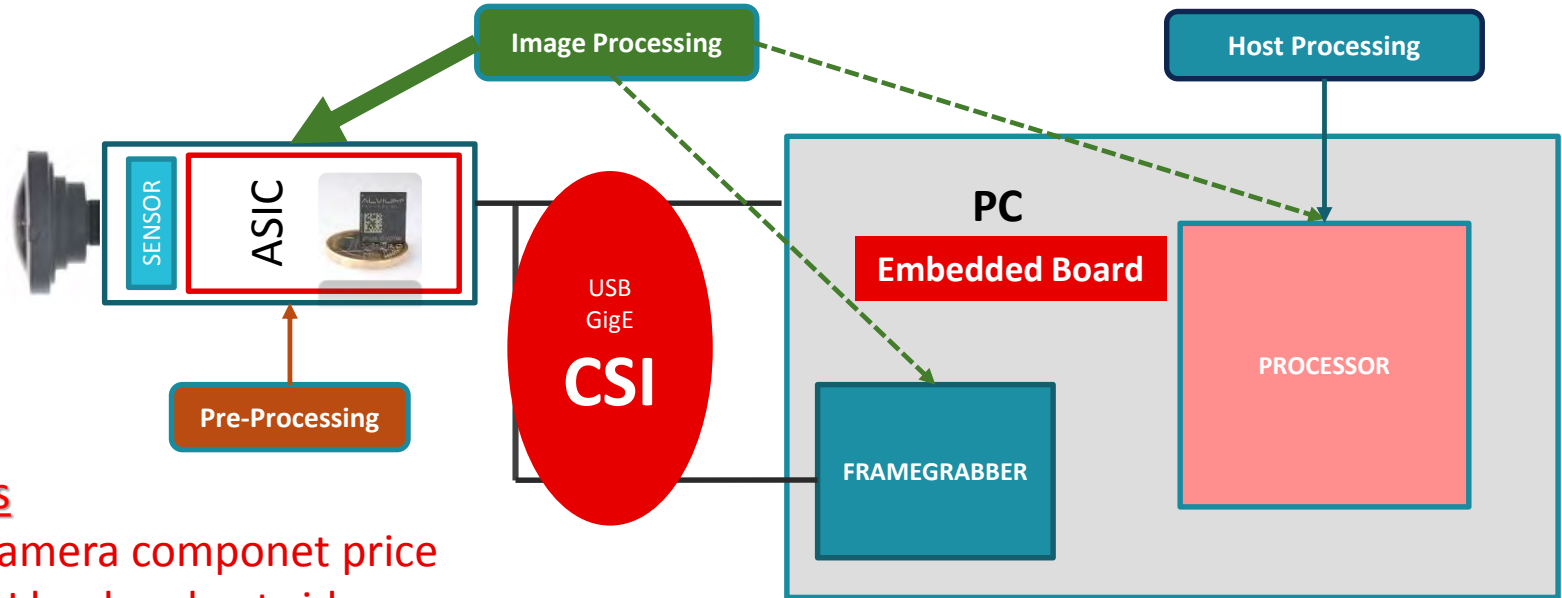 Image Processing
Host Processing
SENSOR
ASIC
ALVIUM
PC
Embedded Board
USB
GigE
CSI
PROCESSOR
Pre-Processing
FRAMEGRABBER
amera componet price